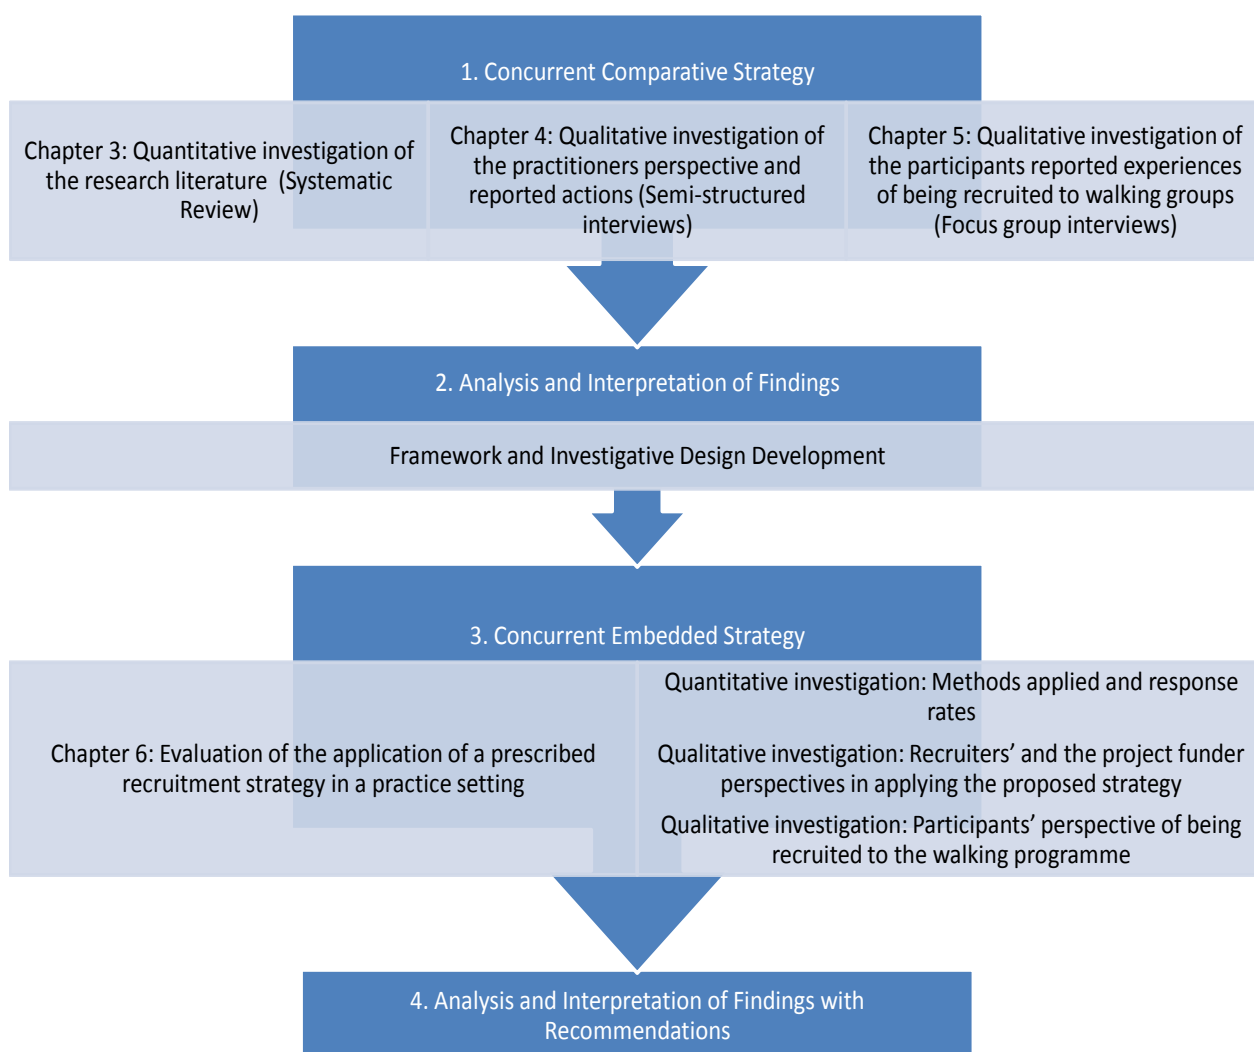 1. Concurrent Comparative Strategy
Chapter 3: Quantitative investigation of
the research literature (Systematic
Review)
Chapter 4: Qualitative investigation of
the practitioners perspective and
reported actions (Semi-structured
interviews)
Chapter 5: Qualitative investigation of
the participants reported experiences
of being recruited to walking groups
(Focus group interviews)
2. Analysis and Interpretation of Findings
Framework and Investigative Design Development
3. Concurrent Embedded Strategy
Chapter 6: Evaluation of the application of a prescribed
recruitment strategy in a practice setting
Quantitative investigation: Methods applied and response
rates
Qualitative investigation: Recruiters’ and the project funder
perspectives in applying the proposed strategy
Qualitative investigation: Participants’ perspective of being
recruited to the walking programme
4. Analysis and Interpretation of Findings with
Recommendations